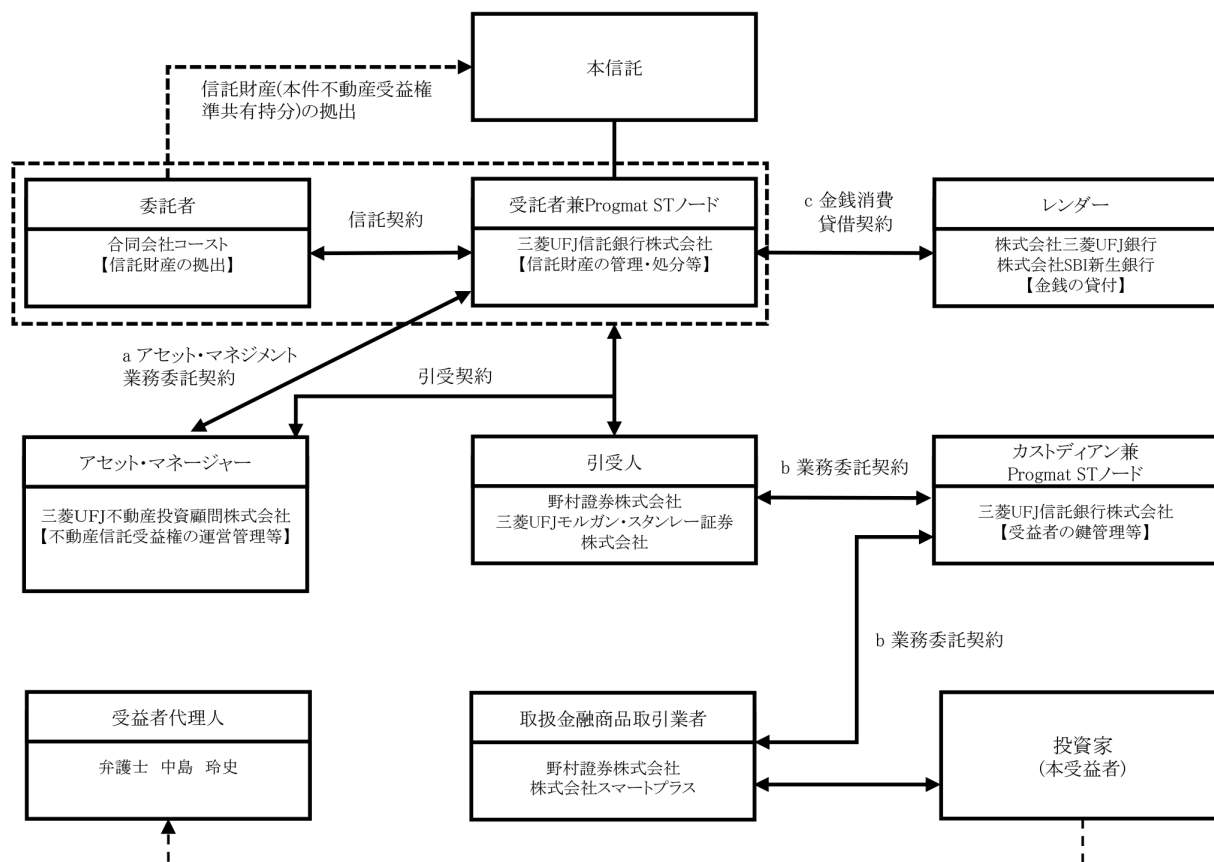 本信託
信託財産(本件不動産受益権
準共有持分)の拠出
委託者
合同会社コースト
【信託財産の拠出】
信託契約
受託者兼Progmat STノード
三菱UFJ信託銀行株式会社
【信託財産の管理・処分等】
c 金銭消費
貸借契約
レンダー
株式会社三菱UFJ銀行
株式会社SBI新生銀行
【金銭の貸付】
a アセット・マネジメント
業務委託契約
引受契約
アセット・マネージャー
三菱UFJ不動産投資顧問株式会社
【不動産信託受益権の運営管理等】
引受人
野村證券株式会社
三菱UFJモルガン・スタンレー証券
株式会社
b 業務委託契約
カストディアン兼
Progmat STノード
三菱UFJ信託銀行株式会社
【受益者の鍵管理等】
b 業務委託契約
受益者代理人
弁護士 中島 玲史
取扱金融商品取引業者
野村證券株式会社
株式会社スマートプラス
投資家
(本受益者)